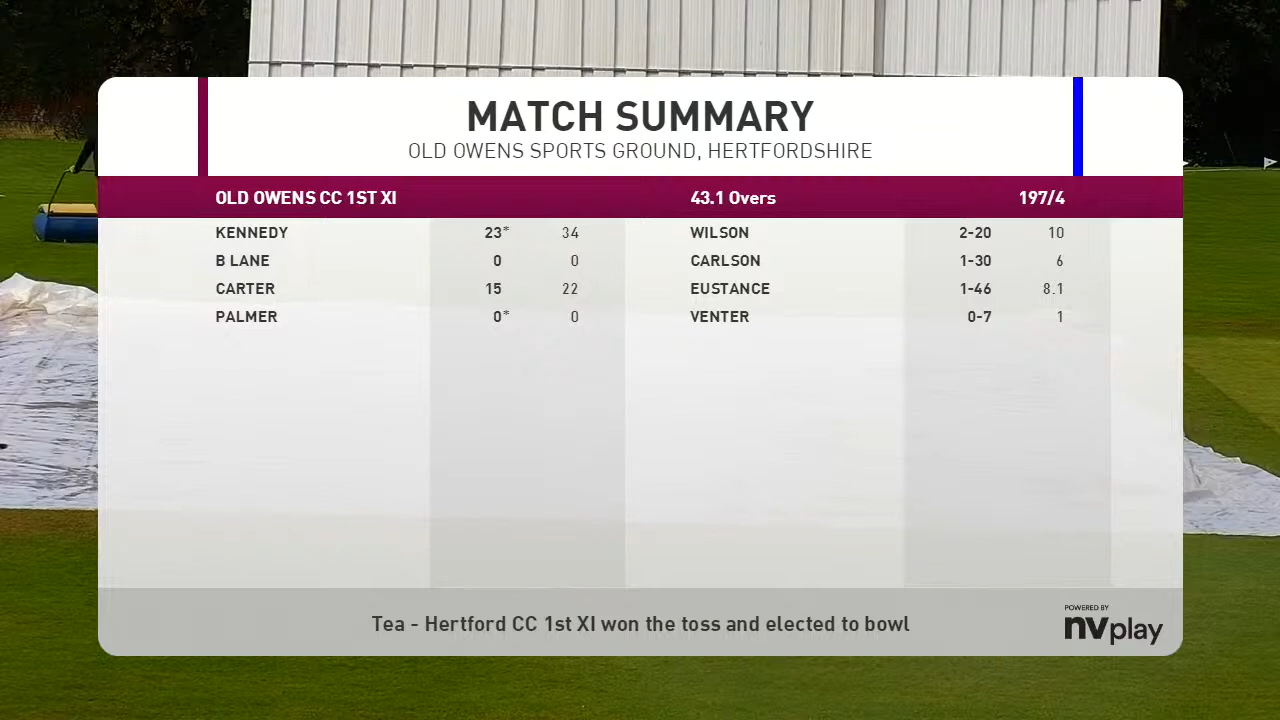 MATCH SUMMARY
OLD OWENS SPORTS GROUND, HERTFORDSHIRE
OLD OWENS CC 1ST XI 43.1 Overs 197/4
KENNEDY 23* 34 WILSON 2-20 10
B LANE 0 0 CARLSON 1-30 6
CARTER 15 22 EUSTANCE 1-46 8.1
PALMER 0* 0 VENTER 0-7 1
Tea - Hertford CC 1st XI won the toss and elected to bowl
POWERED BY
nvplay